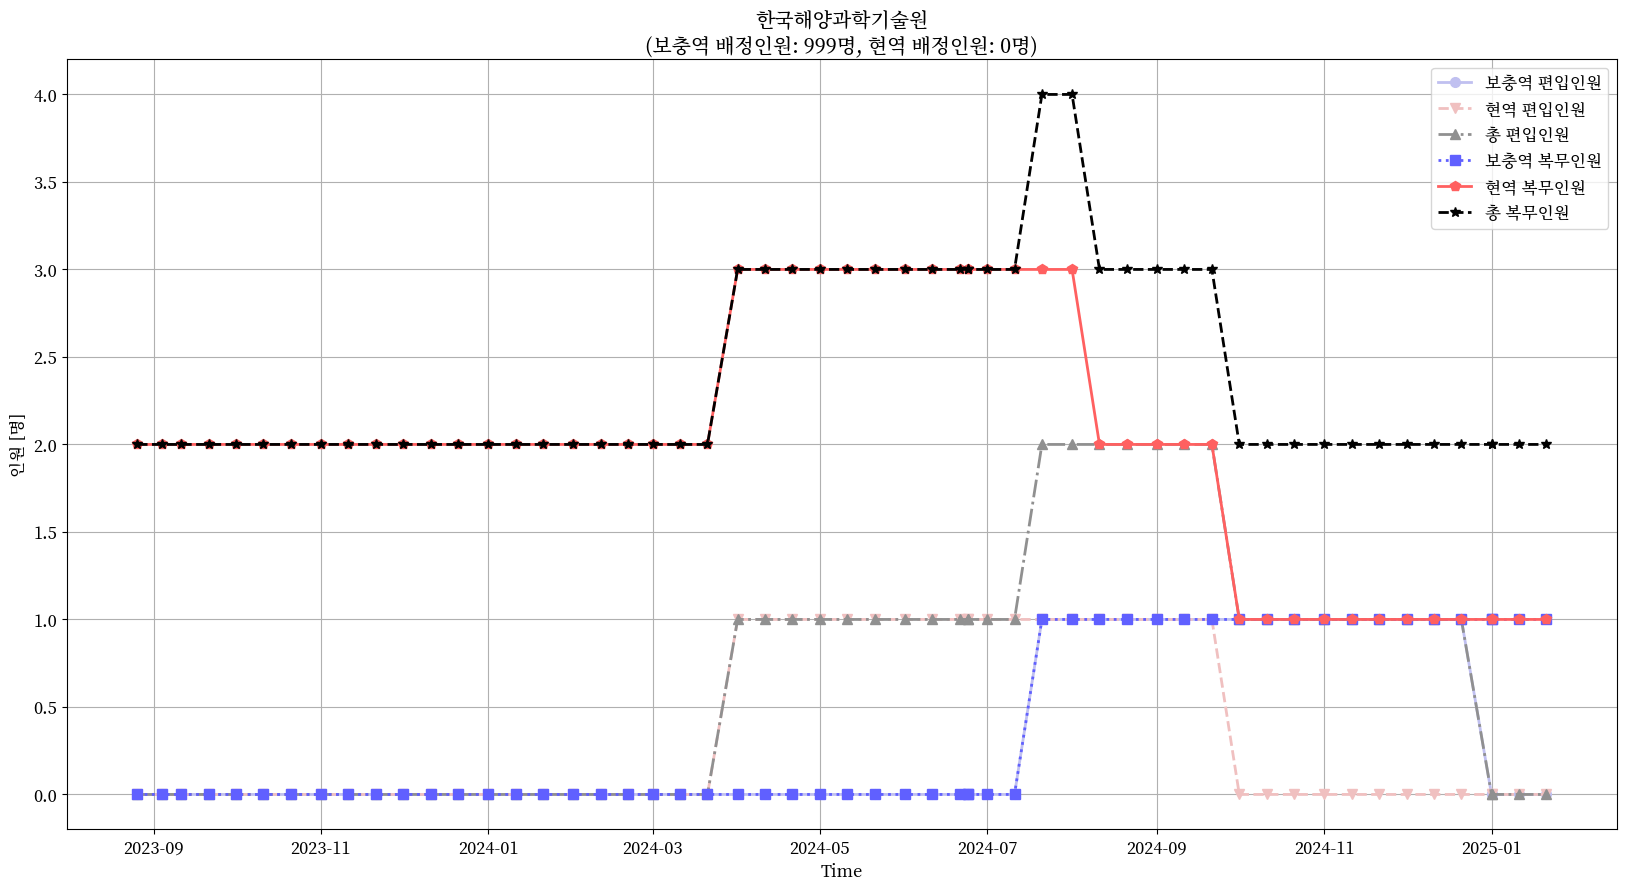 한국해양과학기술원
(보충역 배정인원: 999명, 현역 배정인원: 0명)
보충역 편입인원
현역 편입인원
총 편입인원
보충역 복무인원
현역 복무인원
총 복무인원
인원 [명]
4.0
3.5
3.0
2.5
2.0
1.5
1.0
0.5
0.0
2023-09
2023-11
2024-01
2024-03
2024-05
2024-07
2024-09
2024-11
2025-01
Time